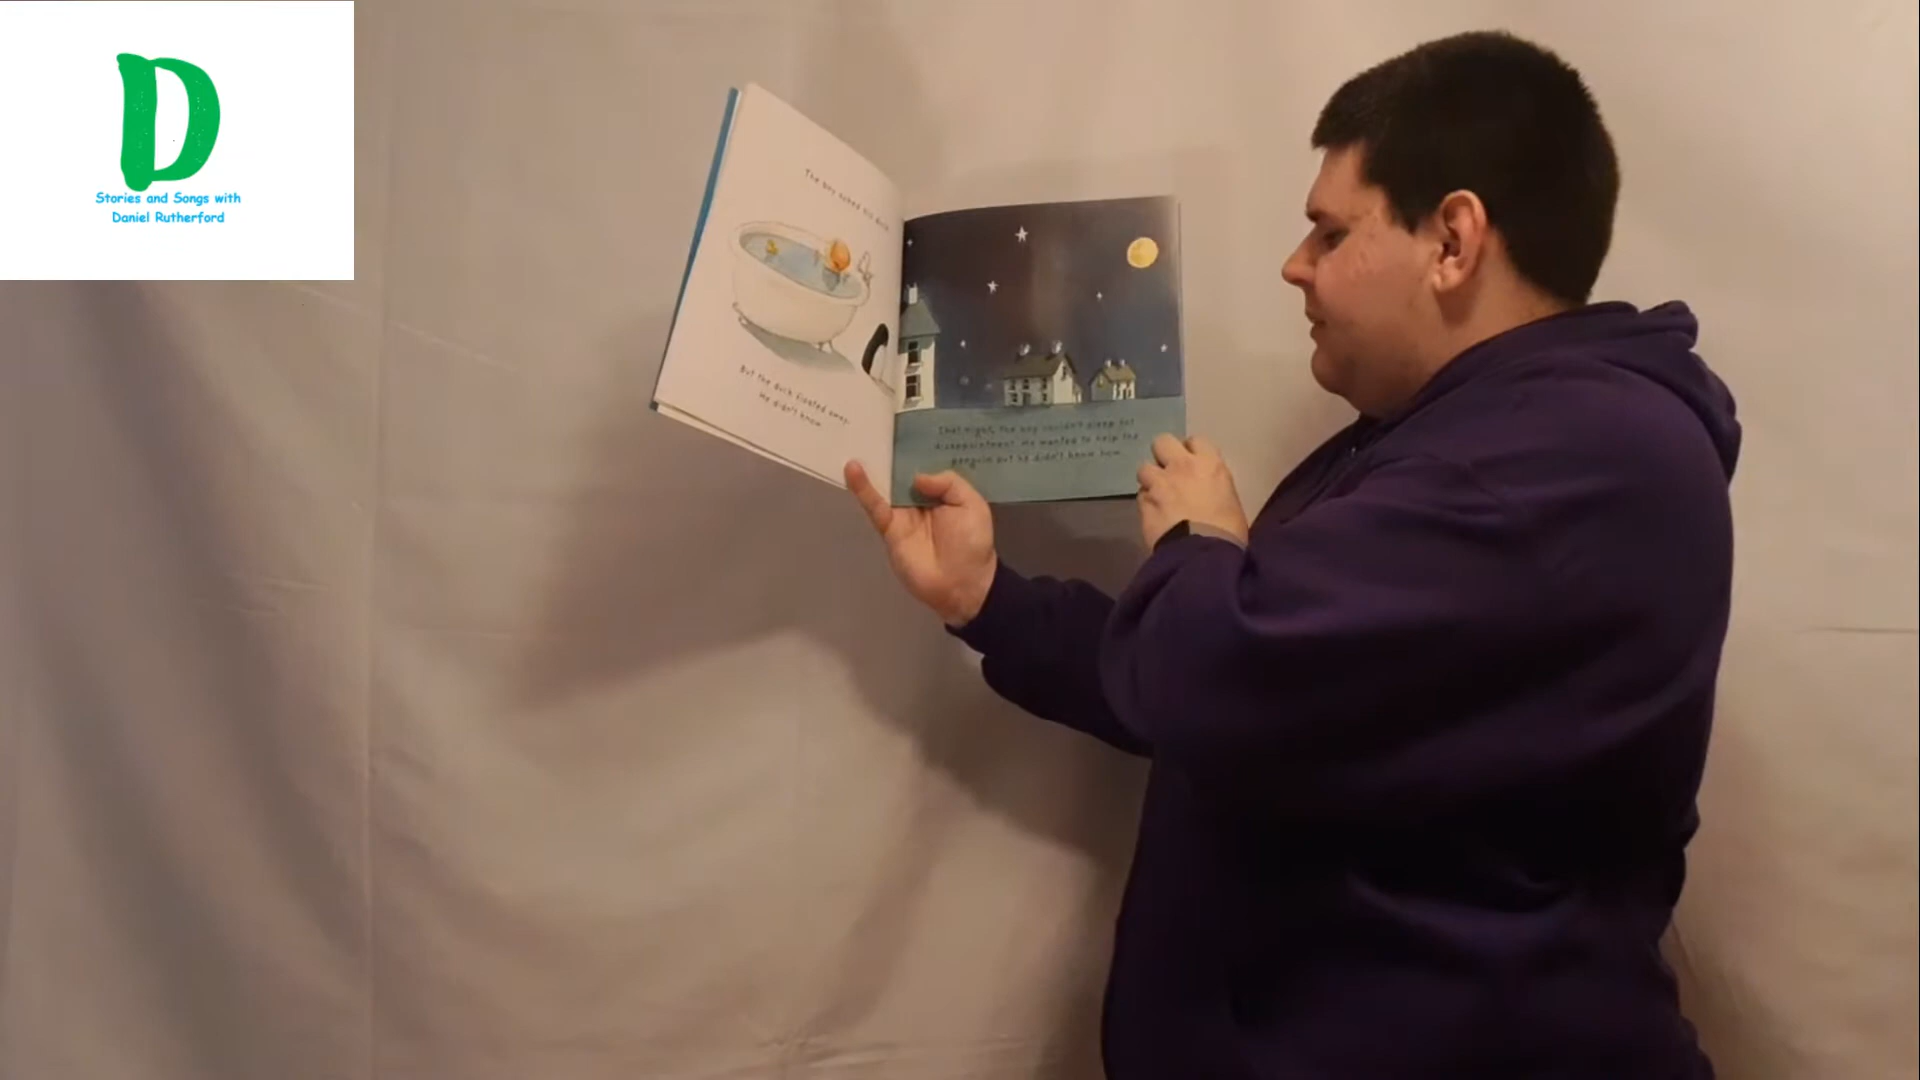 D
Stories and Songs with
Daniel Rutherford
The boy asked his duck
But the duck floated away.
He didn't know
That night, the boy couldn't sleep for
disappointment. He wanted to help the
penguin but he didn't know how.